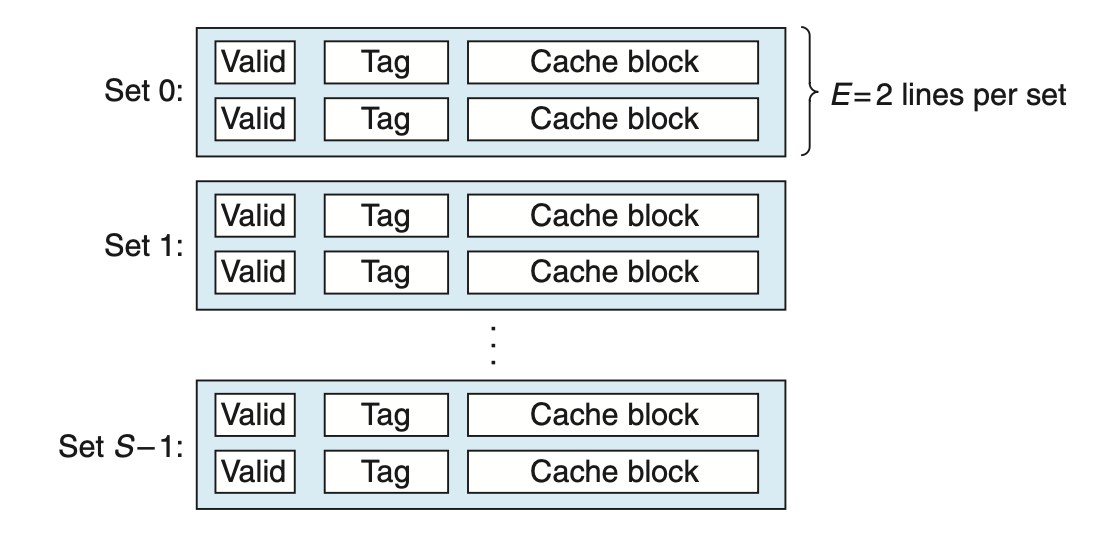 Valid Tag Cache block
Set 0: E=2 lines per set
Valid Tag Cache block
Valid Tag Cache block
Set 1:
Valid Tag Cache block
Valid Tag Cache block
Set S−1:
Valid Tag Cache block